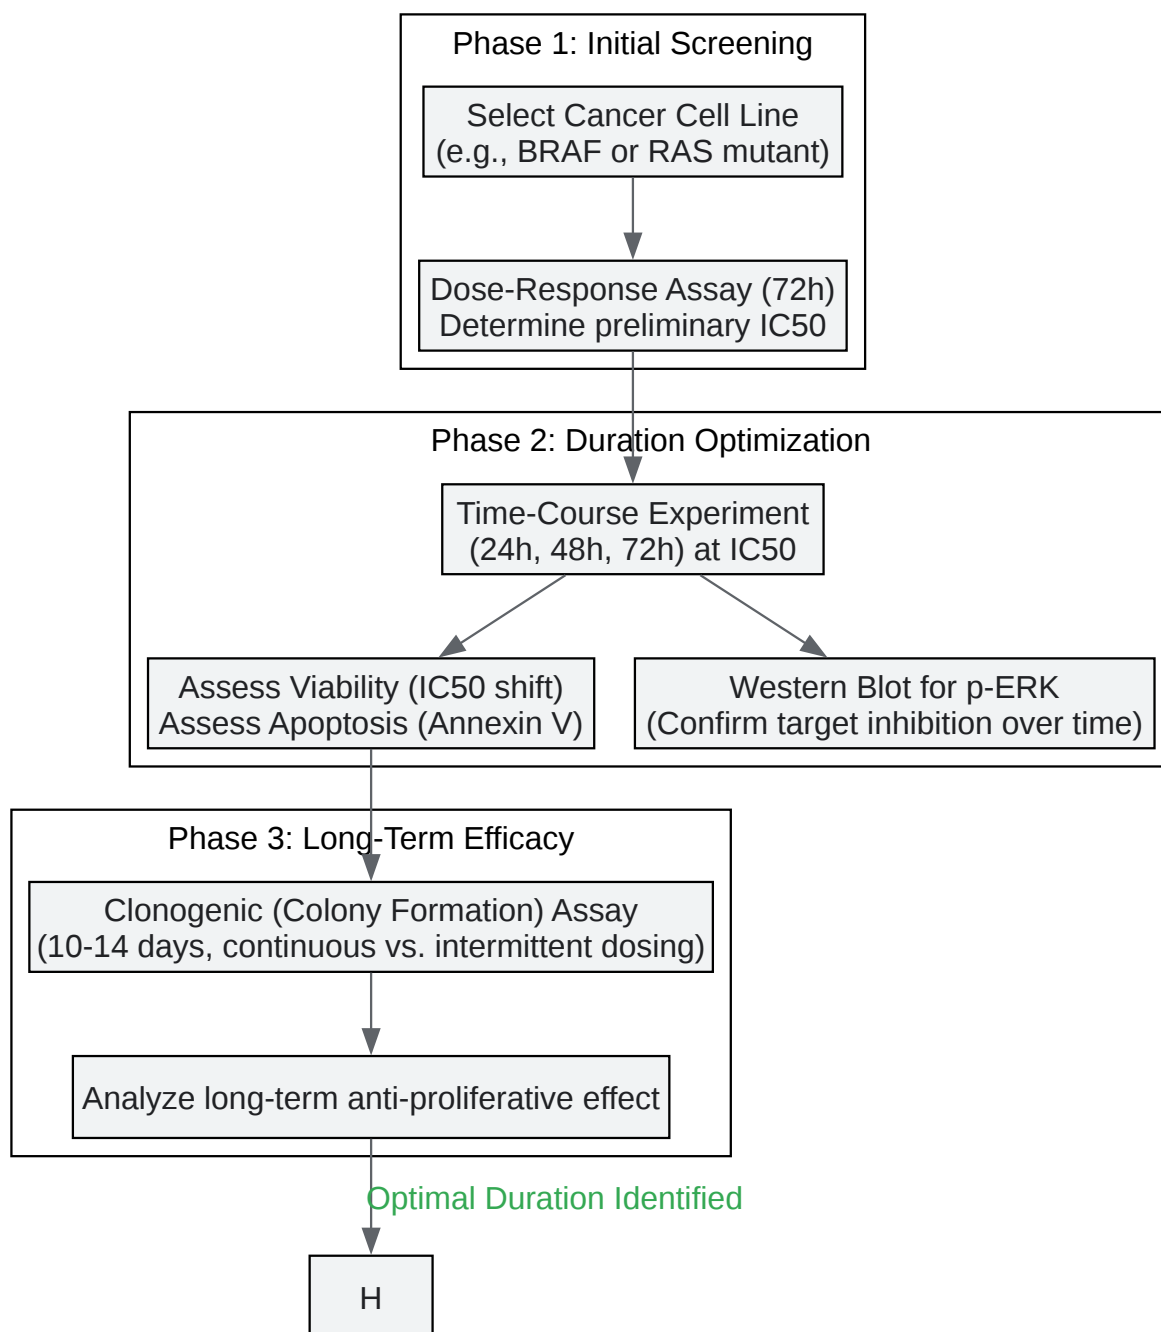 Phase 1: Initial Screening
Select Cancer Cell Line
(e.g., BRAF or RAS mutant)
Dose-Response Assay (72h)
Determine preliminary IC50
Phase 2: Duration Optimization
Time-Course Experiment
(24h, 48h, 72h) at IC50
Assess Viability (IC50 shift)
Assess Apoptosis (Annexin V)
Western Blot for p-ERK
(Confirm target inhibition over time)
Phase 3: Long-Term Efficacy
Clonogenic (Colony Formation) Assay
(10-14 days, continuous vs. intermittent dosing)
Analyze long-term anti-proliferative effect
Optimal Duration Identified
H